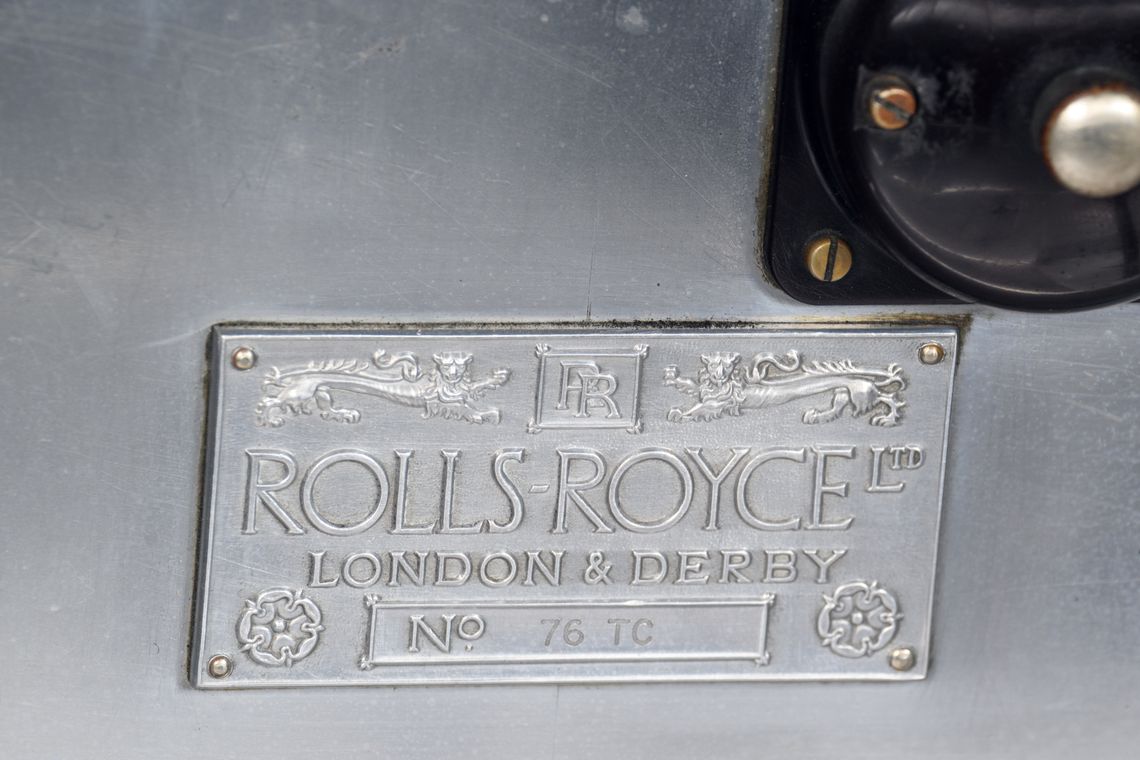 RR
ROLLS-ROYCE LTD
LONDON & DERBY
No. 76 TC